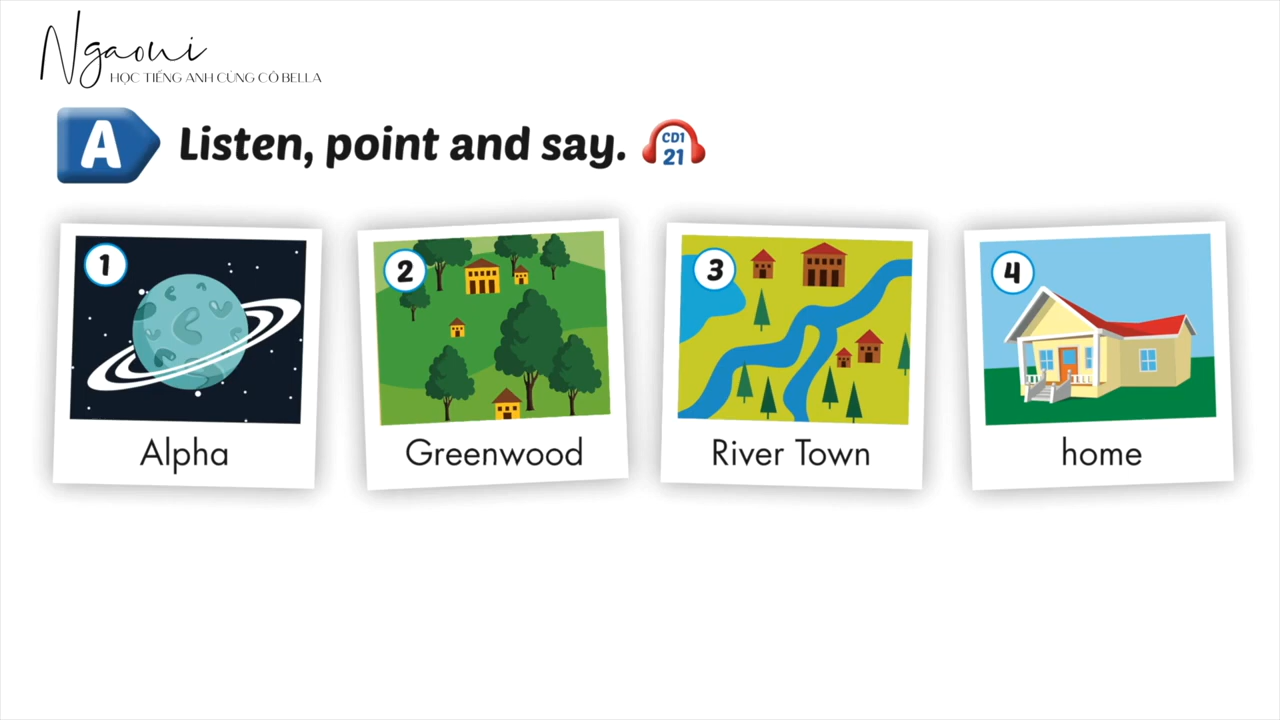 Ngaoni
HỌC TIẾNG ANH CÙNG CÔ BELLA
A Listen, point and say. CD1 21
1
2
3
4
Alpha
Greenwood
River Town
home